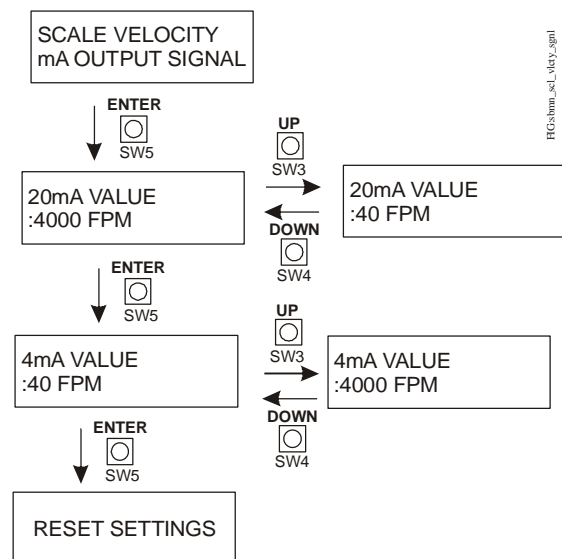 SCALE VELOCITY
mA OUTPUT SIGNAL
ENTER
SW5
UP
SW3
20mA VALUE
:4000 FPM
20mA VALUE
:40 FPM
DOWN
SW4
ENTER
SW5
UP
SW3
4mA VALUE
:40 FPM
4mA VALUE
:4000 FPM
DOWN
SW4
ENTER
SW5
RESET SETTINGS